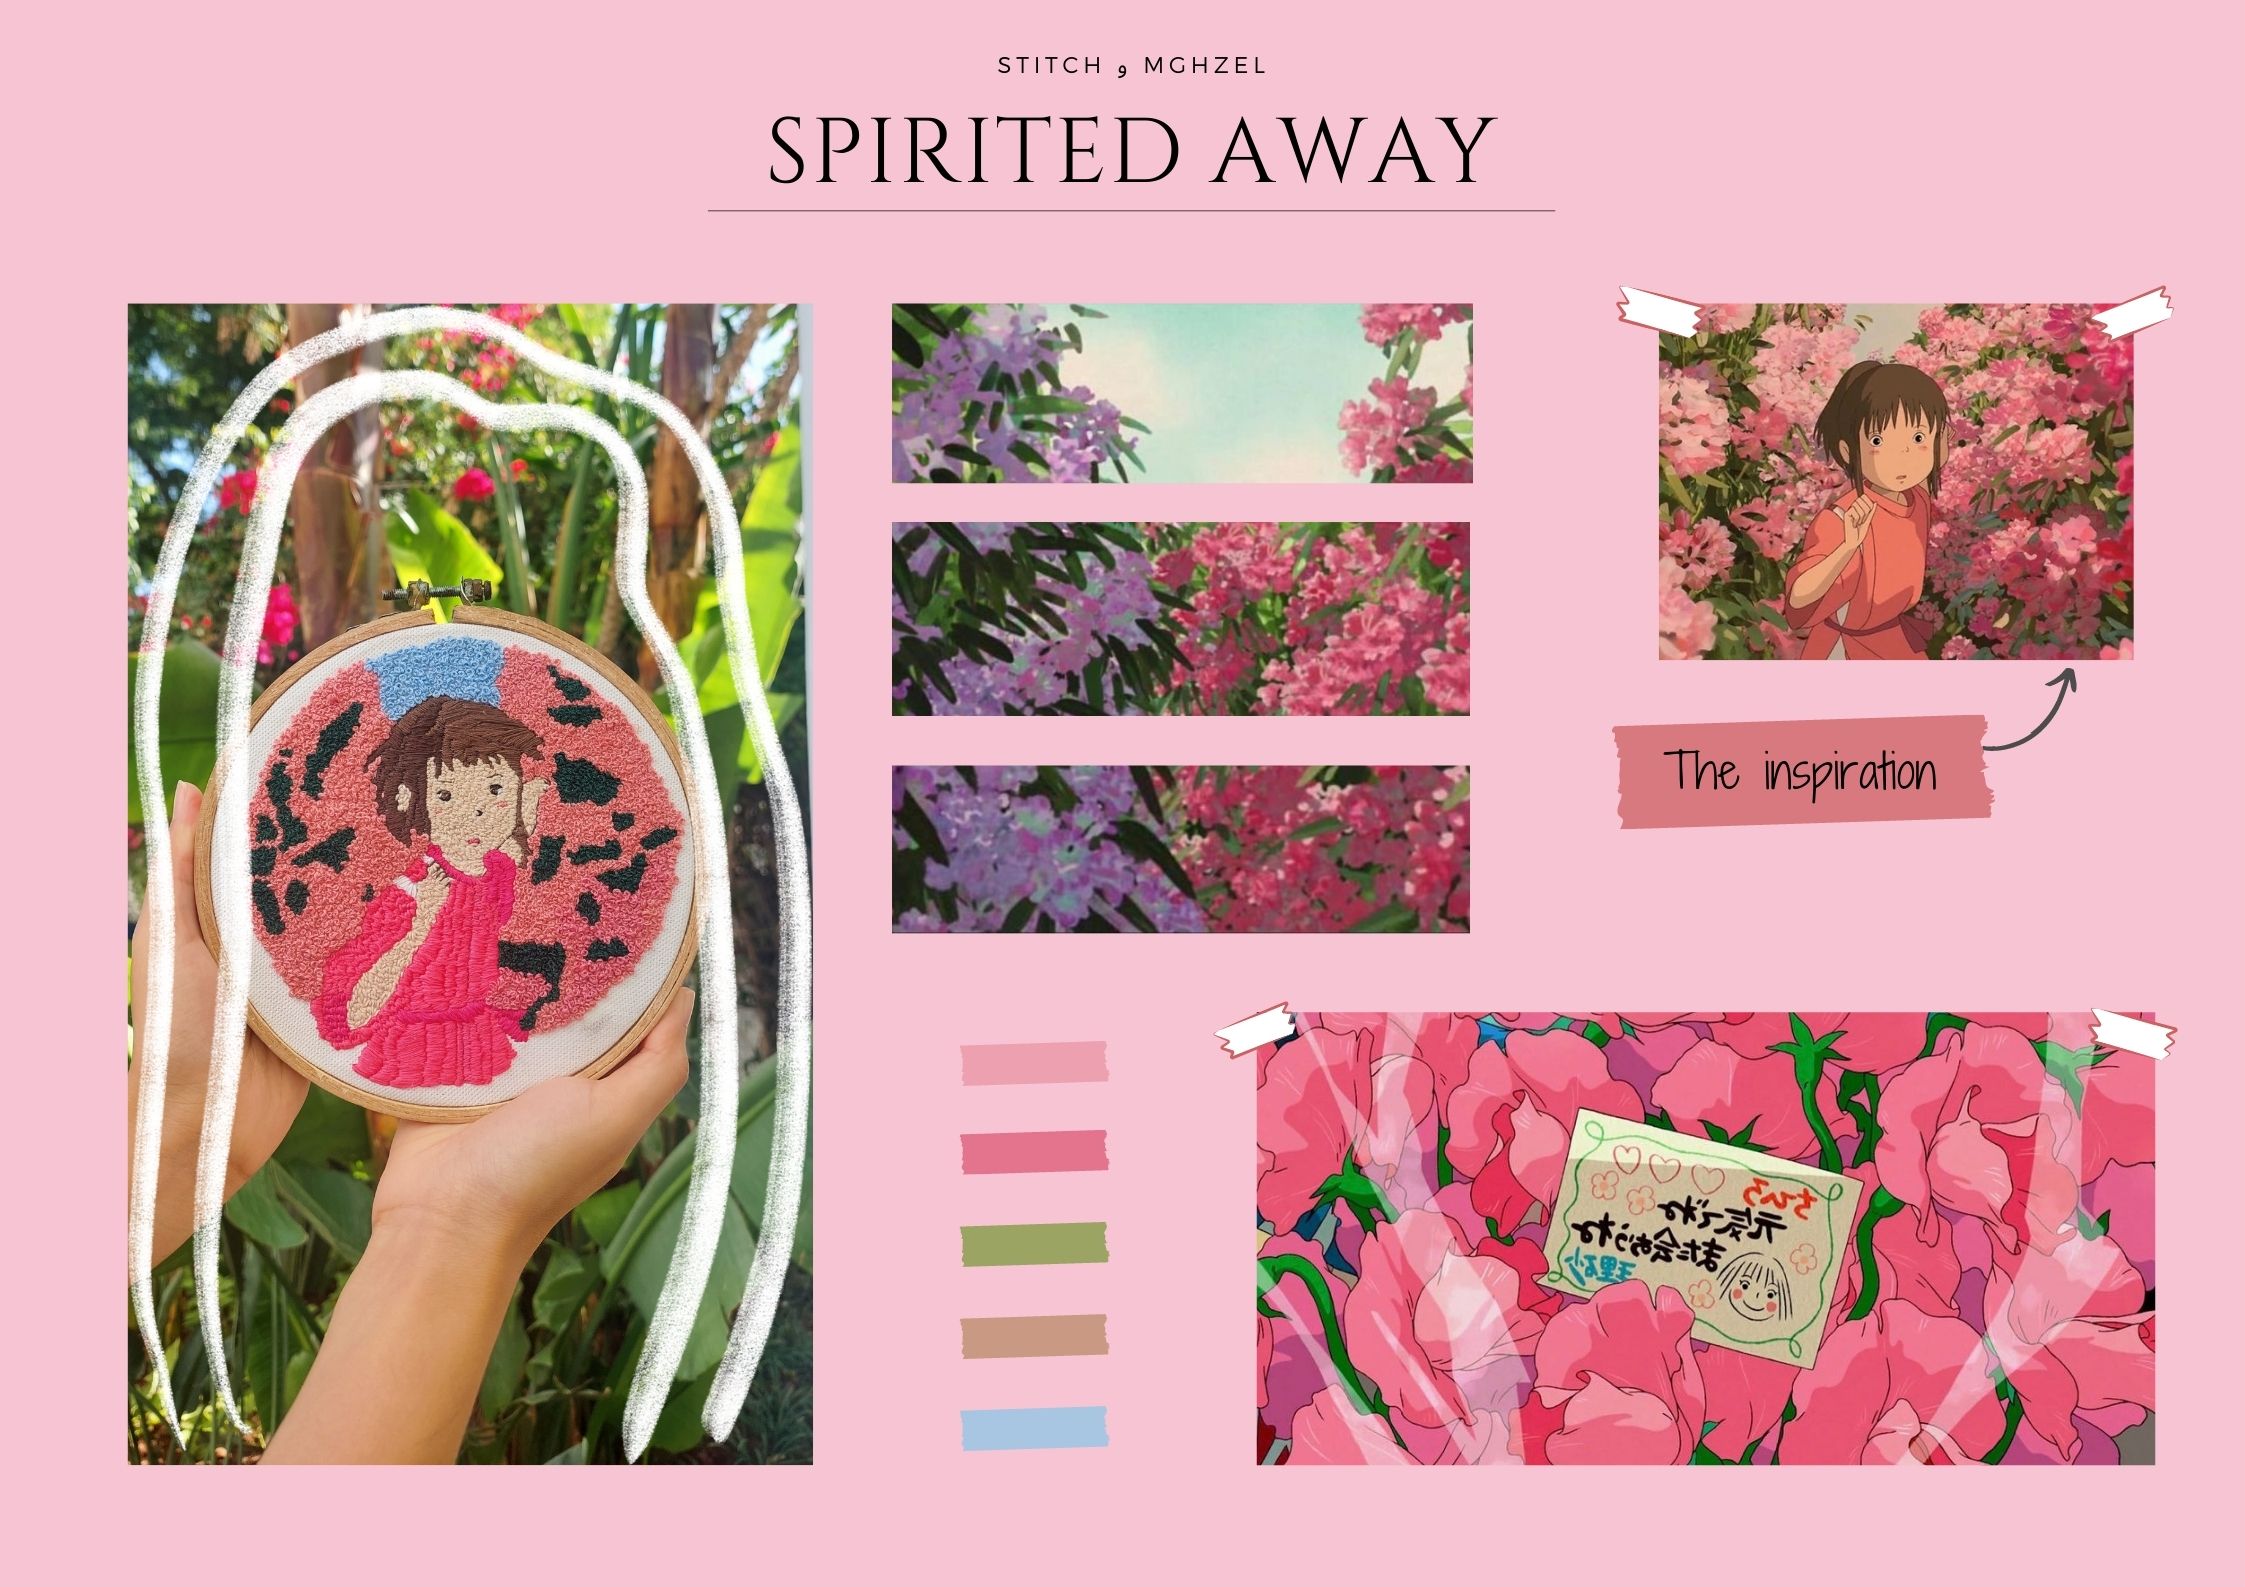 STITCH و MGHZEL
SPIRITED AWAY
The inspiration
ちひろ
元気でね
また会おうね
理砂